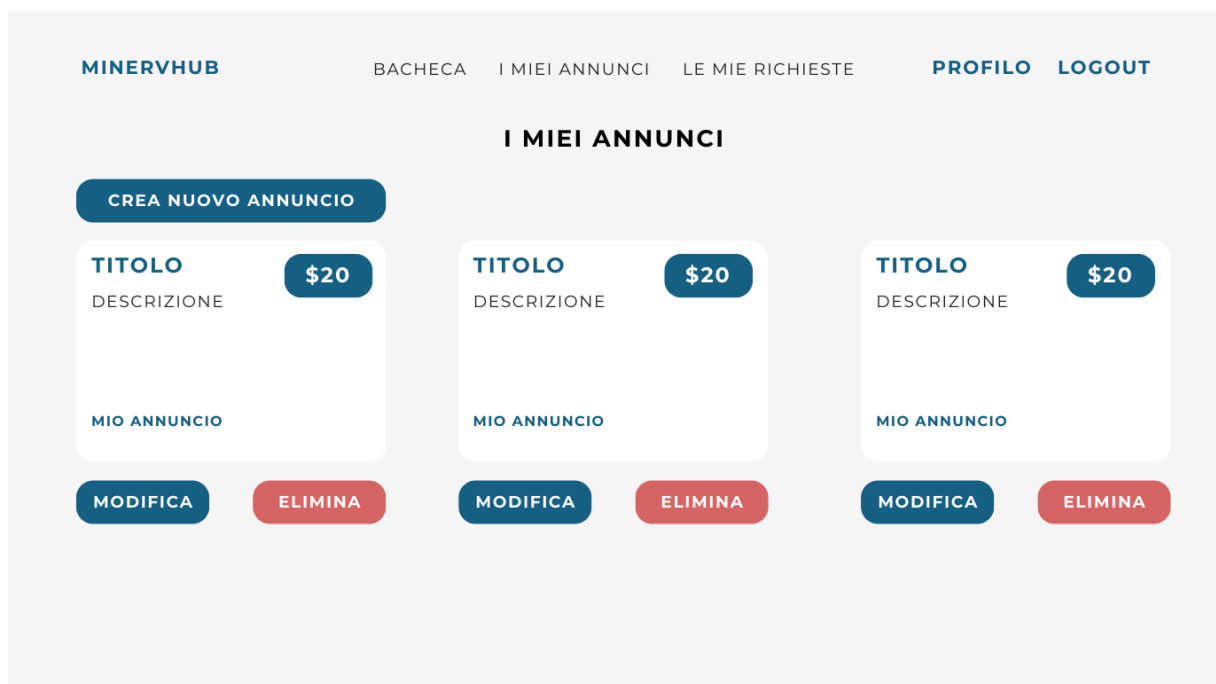 MINERVHUB
BACHECA I MIEI ANNUNCI LE MIE RICHIESTE
PROFILO LOGOUT
I MIEI ANNUNCI
CREA NUOVO ANNUNCIO
TITOLO
$20
DESCRIZIONE
MIO ANNUNCIO
MODIFICA ELIMINA
TITOLO
$20
DESCRIZIONE
MIO ANNUNCIO
MODIFICA ELIMINA
TITOLO
$20
DESCRIZIONE
MIO ANNUNCIO
MODIFICA ELIMINA